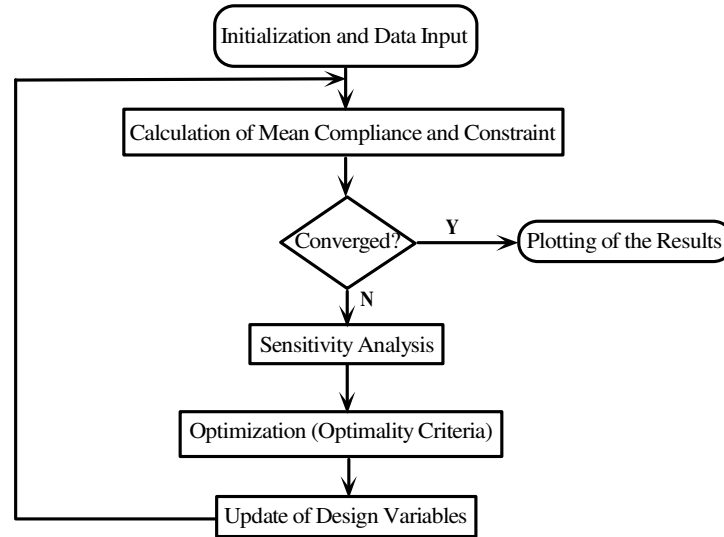 Initialization and Data Input
Calculation of Mean Compliance and Constraint
Converged?
Y
Plotting of the Results
N
Sensitivity Analysis
Optimization (Optimality Criteria)
Update of Design Variables